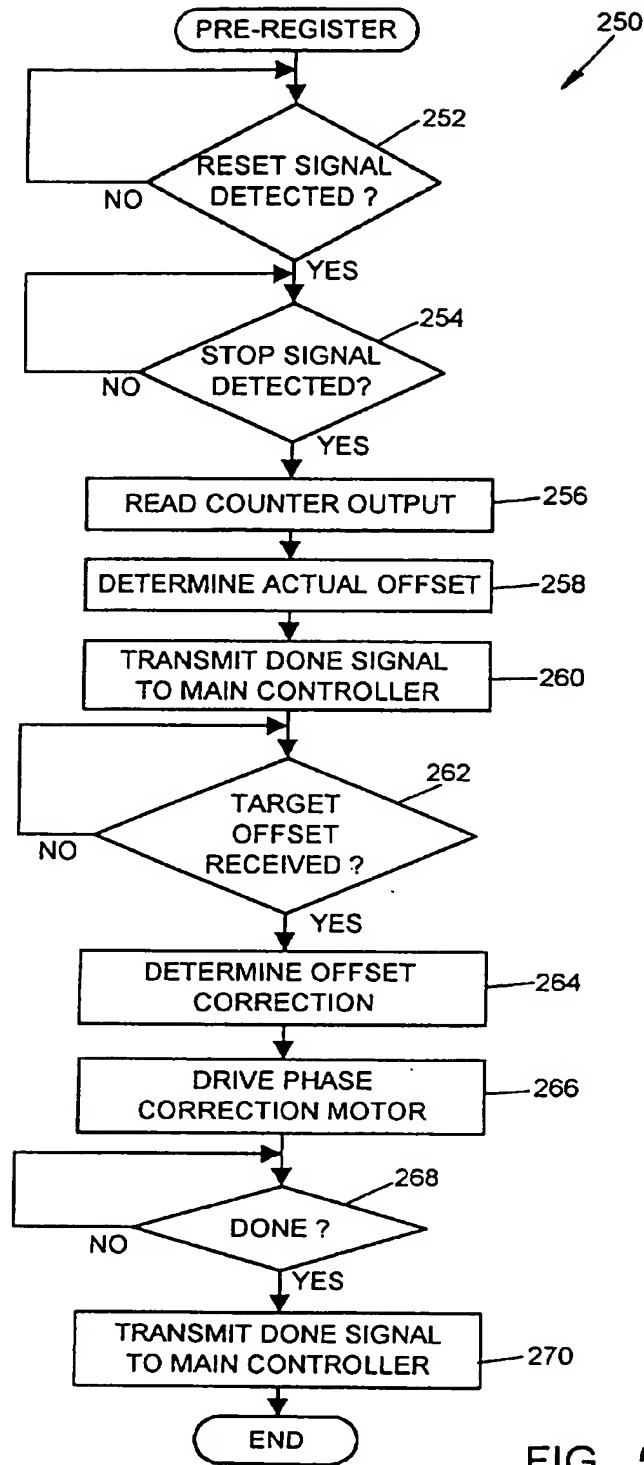 PRE-REGISTER
250
252
RESET SIGNAL
DETECTED ?
NO
YES
254
STOP SIGNAL
DETECTED?
NO
YES
READ COUNTER OUTPUT
256
DETERMINE ACTUAL OFFSET
258
TRANSMIT DONE SIGNAL
TO MAIN CONTROLLER
260
262
TARGET
OFFSET
RECEIVED ?
NO
YES
DETERMINE OFFSET
CORRECTION
264
DRIVE PHASE
CORRECTION MOTOR
266
268
DONE ?
NO
YES
TRANSMIT DONE SIGNAL
TO MAIN CONTROLLER
270
END
FIG.